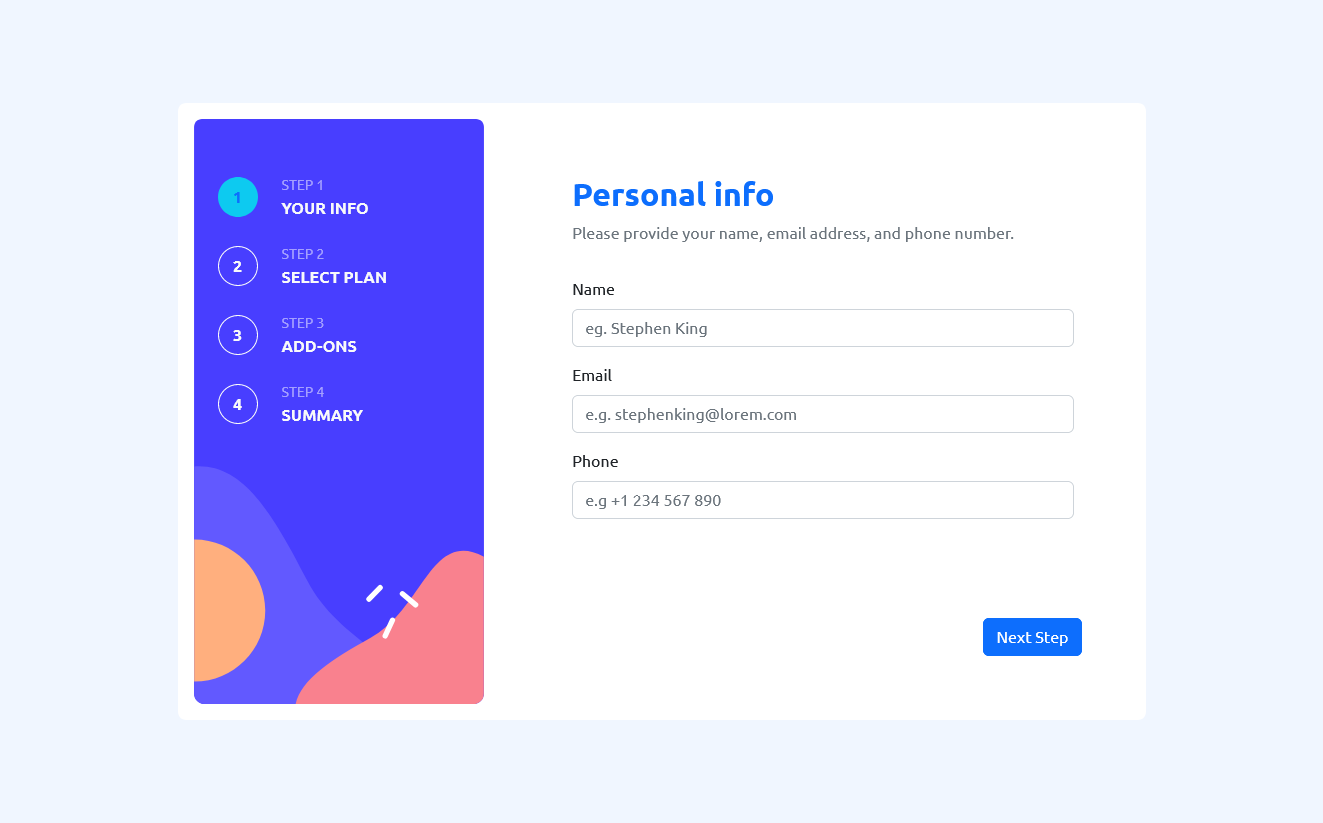 1
STEP 1
YOUR INFO
2
STEP 2
SELECT PLAN
3
STEP 3
ADD-ONS
4
STEP 4
SUMMARY
Personal info
Please provide your name, email address, and phone number.
Name
eg. Stephen King
Email
e.g. stephenking@lorem.com
Phone
e.g +1 234 567 890
Next Step